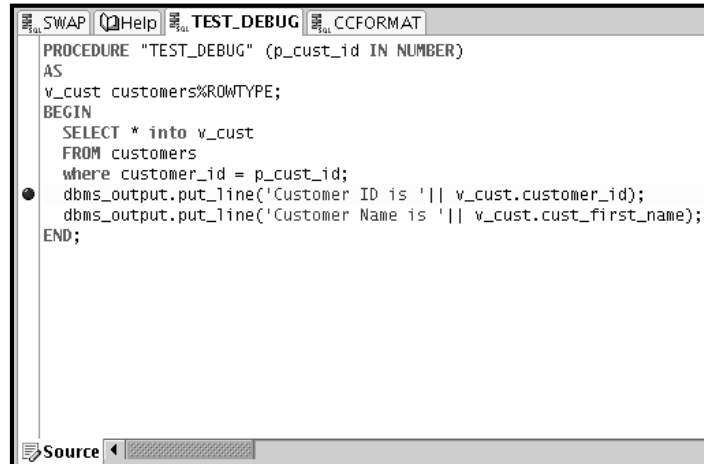 SWAP Help TEST_DEBUG CCFORMAT
PROCEDURE "TEST_DEBUG" (p_cust_id IN NUMBER)
AS
v_cust customers%ROWTYPE;
BEGIN
SELECT * into v_cust
FROM customers
where customer_id = p_cust_id;
dbms_output.put_line('Customer ID is '|| v_cust.customer_id);
dbms_output.put_line('Customer Name is '|| v_cust.cust_first_name);
END;
Source